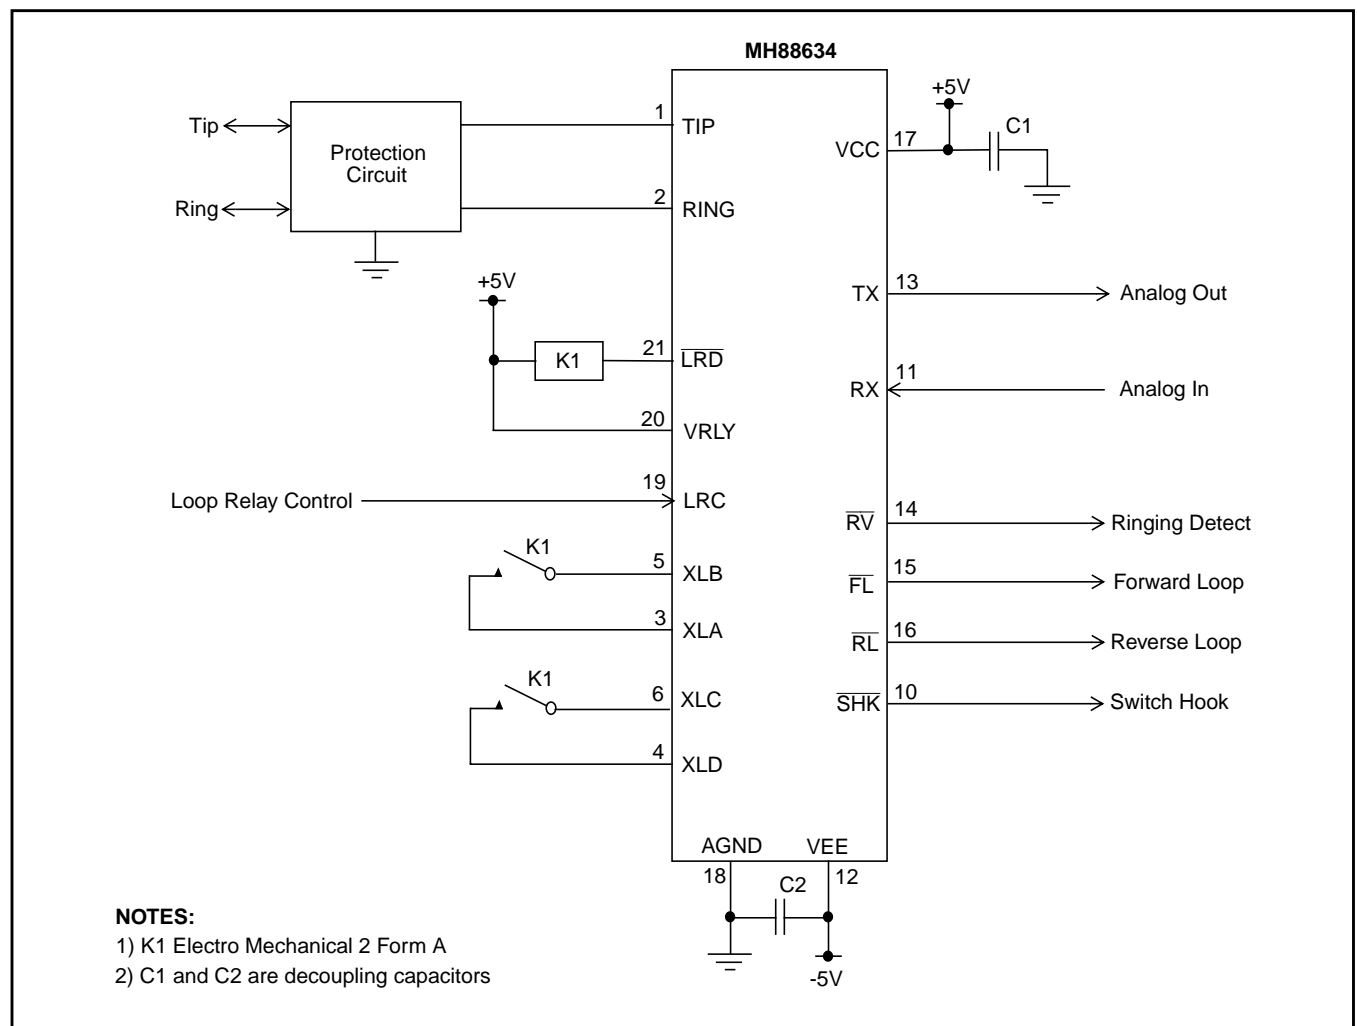 MH88634
+5V
1
TIP
Tip
C1
17
VCC
Protection
Circuit
2
RING
Ring
+5V
13
TX
Analog Out
21
K1
LRD
11
RX
Analog In
20
VRLY
19
Loop Relay Control
LRC
14
RV
Ringing Detect
K1
5
XLB
15
FL
Forward Loop
3
XLA
16
RL
Reverse Loop
K1
6
XLC
10
SHK
Switch Hook
4
XLD
AGND
VEE
18
12
C2
-5V
NOTES:
1) K1 Electro Mechanical 2 Form A
2) C1 and C2 are decoupling capacitors